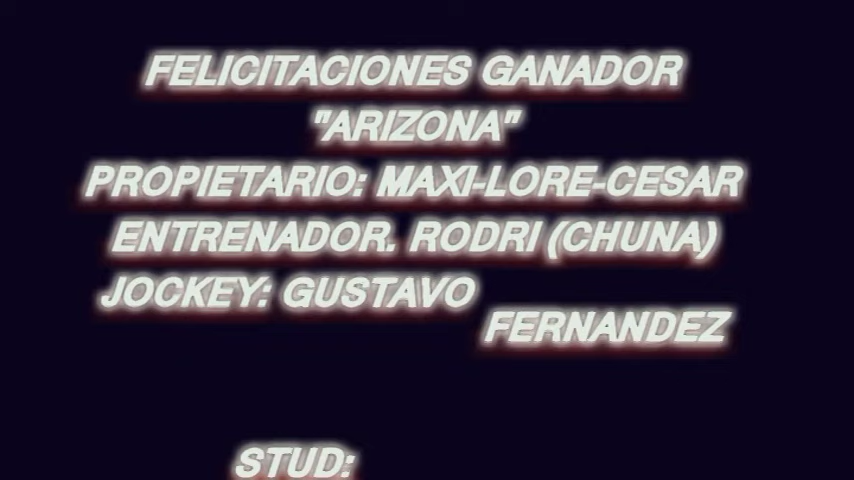 FELICITACIONES GANADOR
"ARIZONA"
PROPIETARIO: MAXI-LORE-CESAR
ENTRENADOR. RODRI (CHUNA)
JOCKEY: GUSTAVO
FERNANDEZ
STUD: